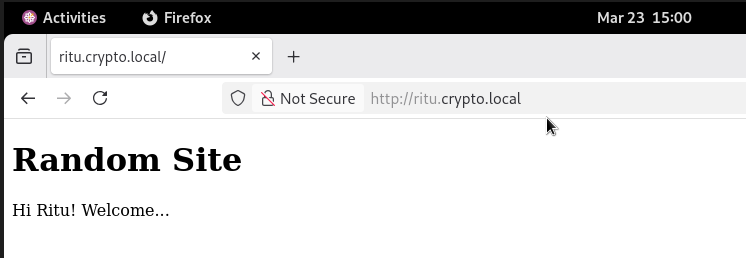 Activities Firefox Mar 23 15:00
ritu.crypto.local/
Not Secure http://ritu.crypto.local
Random Site
Hi Ritu! Welcome...